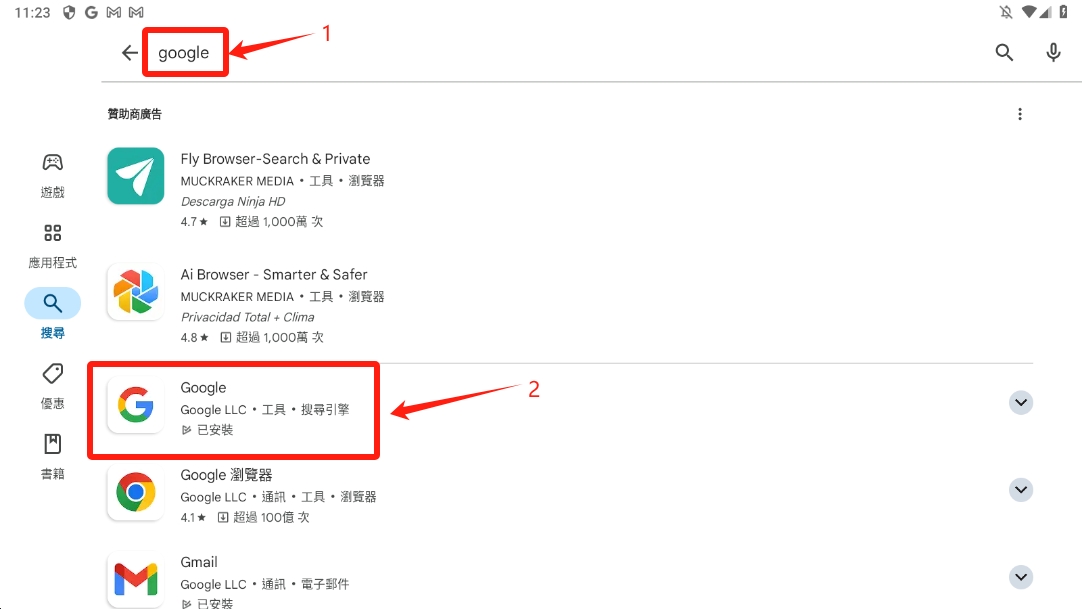 11:23
google
1
贊助商廣告
Fly Browser-Search & Private
MUCKRAKER MEDIA • 工具 • 瀏覽器
Descarga Ninja HD
4.7★ 超過 1,000萬 次
Ai Browser - Smarter & Safer
MUCKRAKER MEDIA • 工具 • 瀏覽器
Privacidad Total + Clima
4.8★ 超過 1,000萬 次
遊戲
應用程式
搜尋
優惠
書籍
Google
Google LLC • 工具 • 搜尋引擎
已安裝
2
Google 瀏覽器
Google LLC • 通訊 • 工具 • 瀏覽器
4.1★ 超過 100億 次
Gmail
Google LLC • 通訊 • 電子郵件
已安裝